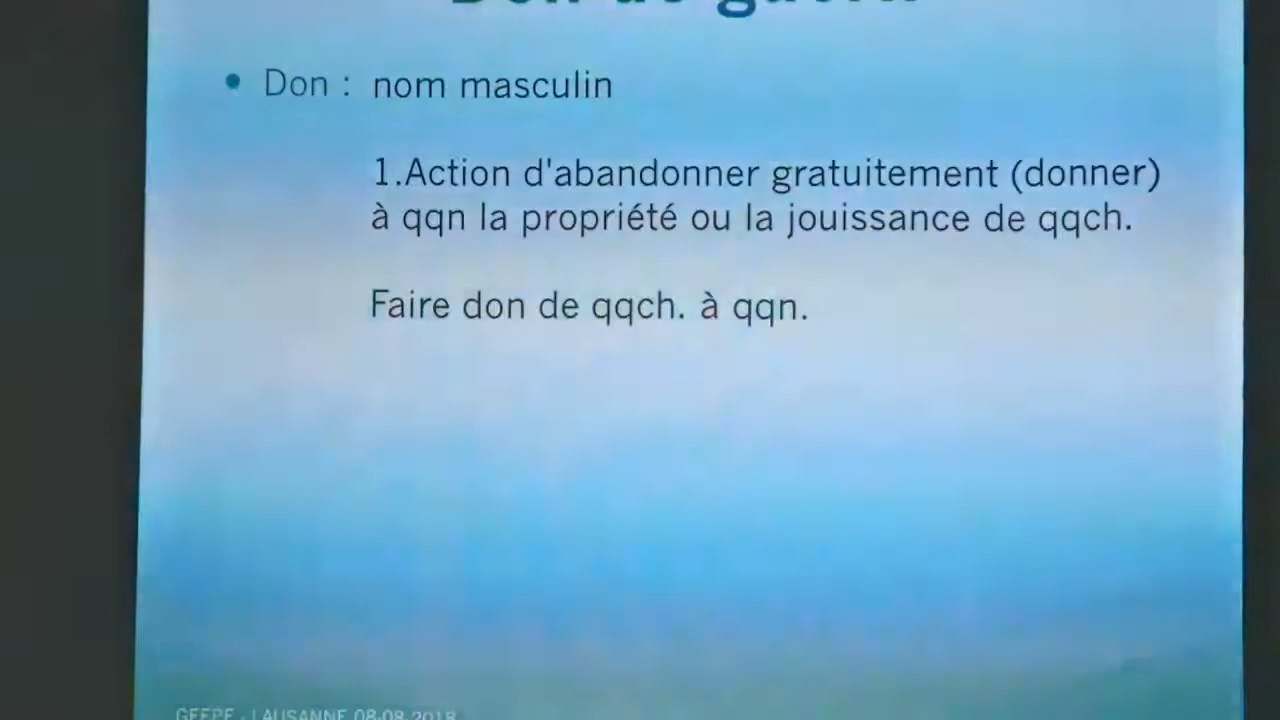 • Don : nom masculin
1.Action d'abandonner gratuitement (donner)
à qqn la propriété ou la jouissance de qqch.
Faire don de qqch. à qqn.
LAUSANNE 08-08-2018